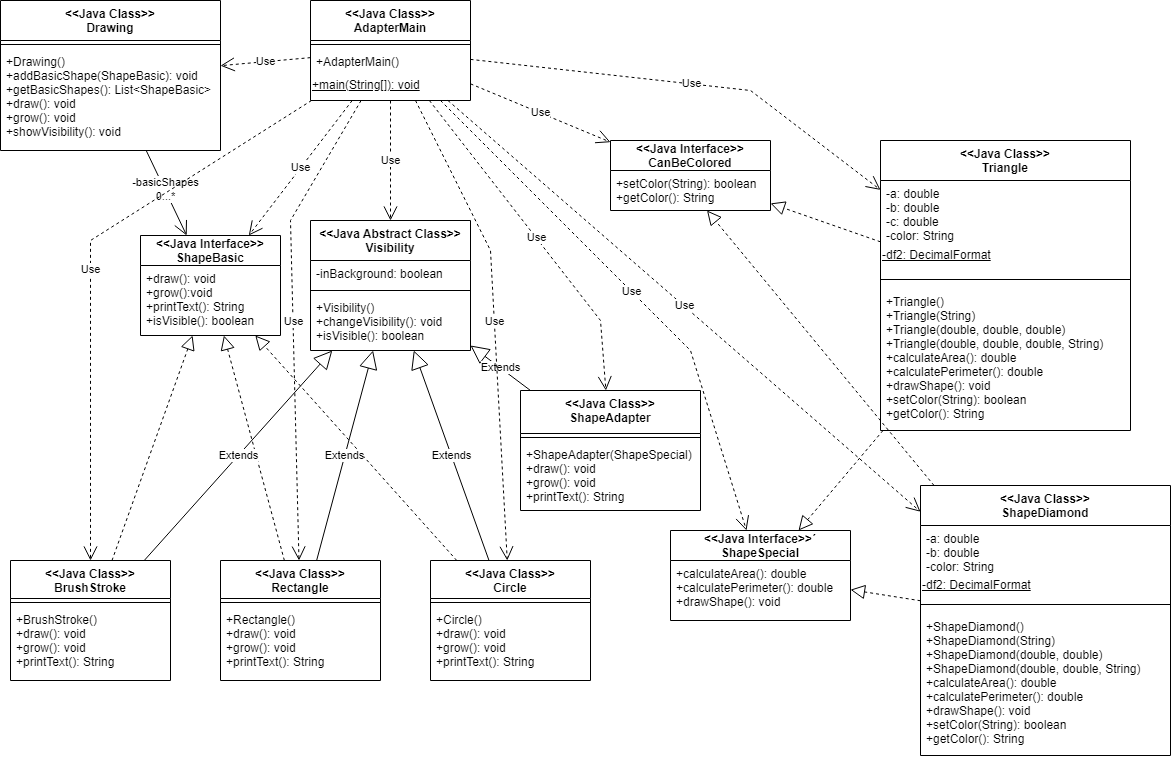 <<Java Class>>
Drawing
+Drawing()
+addBasicShape(ShapeBasic): void
+getBasicShapes(): List<ShapeBasic>
+draw(): void
+grow(): void
+showVisibility(): void
<<Java Class>>
AdapterMain
+AdapterMain()
+main(String[]): void
Use
Use
Use
Use
Use
Use
Use
Use
Use
Use
Use
-basicShapes
0...*
<<Java Interface>>
CanBeColored
+setColor(String): boolean
+getColor(): String
<<Java Class>>
Triangle
-a: double
-b: double
-c: double
-color: String
-df2: DecimalFormat
+Triangle()
+Triangle(String)
+Triangle(double, double, double)
+Triangle(double, double, double, String)
+calculateArea(): double
+calculatePerimeter(): double
+drawShape(): void
+setColor(String): boolean
+getColor(): String
<<Java Interface>>
ShapeBasic
+draw(): void
+grow():void
+printText(): String
+isVisible(): boolean
<<Java Abstract Class>>
Visibility
-inBackground: boolean
+Visibility()
+changeVisibility(): void
+isVisible(): boolean
Extends
Extends
Extends
Extends
<<Java Class>>
ShapeAdapter
+ShapeAdapter(ShapeSpecial)
+draw(): void
+grow(): void
+printText(): String
<<Java Class>>
BrushStroke
+BrushStroke()
+draw(): void
+grow(): void
+printText(): String
<<Java Class>>
Rectangle
+Rectangle()
+draw(): void
+grow(): void
+printText(): String
<<Java Class>>
Circle
+Circle()
+draw(): void
+grow(): void
+printText(): String
<<Java Interface>>´
ShapeSpecial
+calculateArea(): double
+calculatePerimeter(): double
+drawShape(): void
<<Java Class>>
ShapeDiamond
-a: double
-b: double
-color: String
-df2: DecimalFormat
+ShapeDiamond()
+ShapeDiamond(String)
+ShapeDiamond(double, double)
+ShapeDiamond(double, double, String)
+calculateArea(): double
+calculatePerimeter(): double
+drawShape(): void
+setColor(String): boolean
+getColor(): String